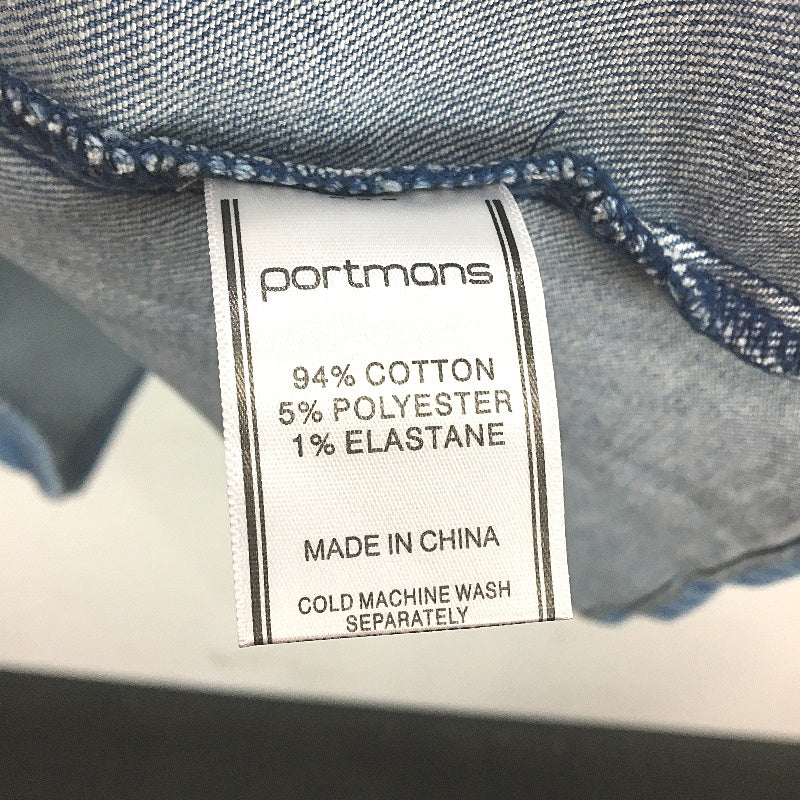 portmans
94% COTTON
5% POLYESTER
1% ELASTANE
MADE IN CHINA
COLD MACHINE WASH
SEPARATELY